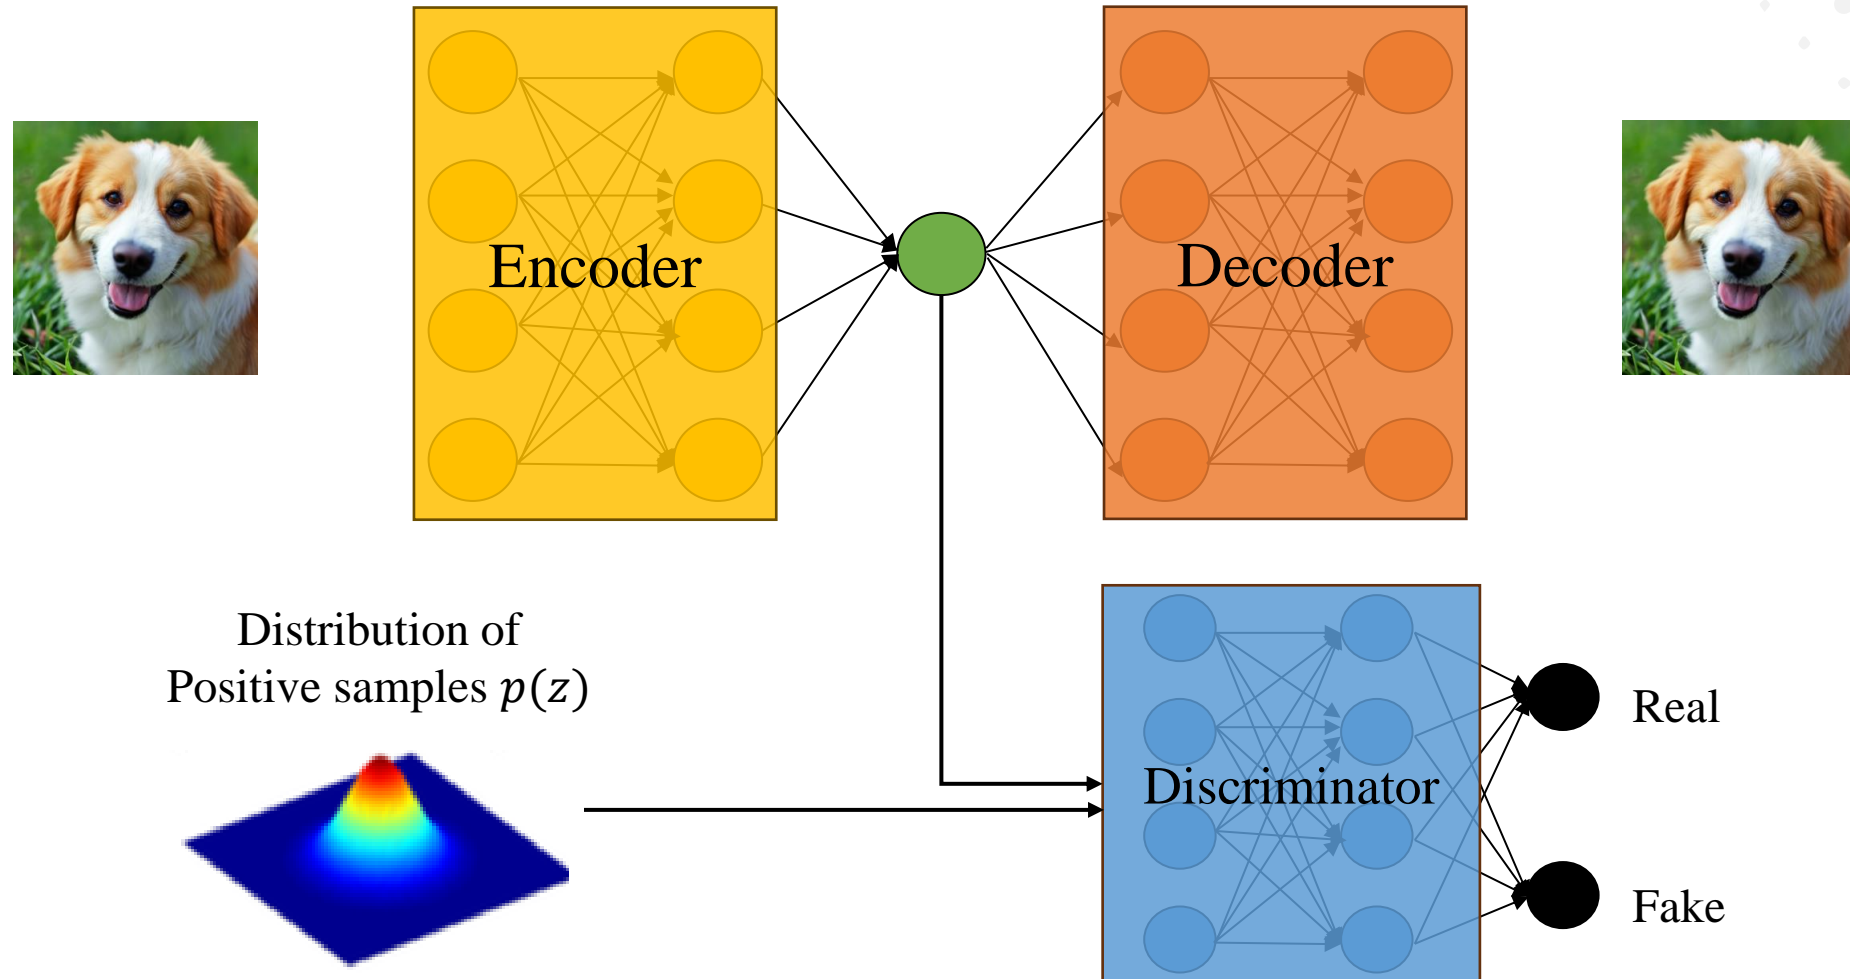 Encoder
Decoder
Distribution of
Positive samples p(z)
Discriminator
Real
Fake